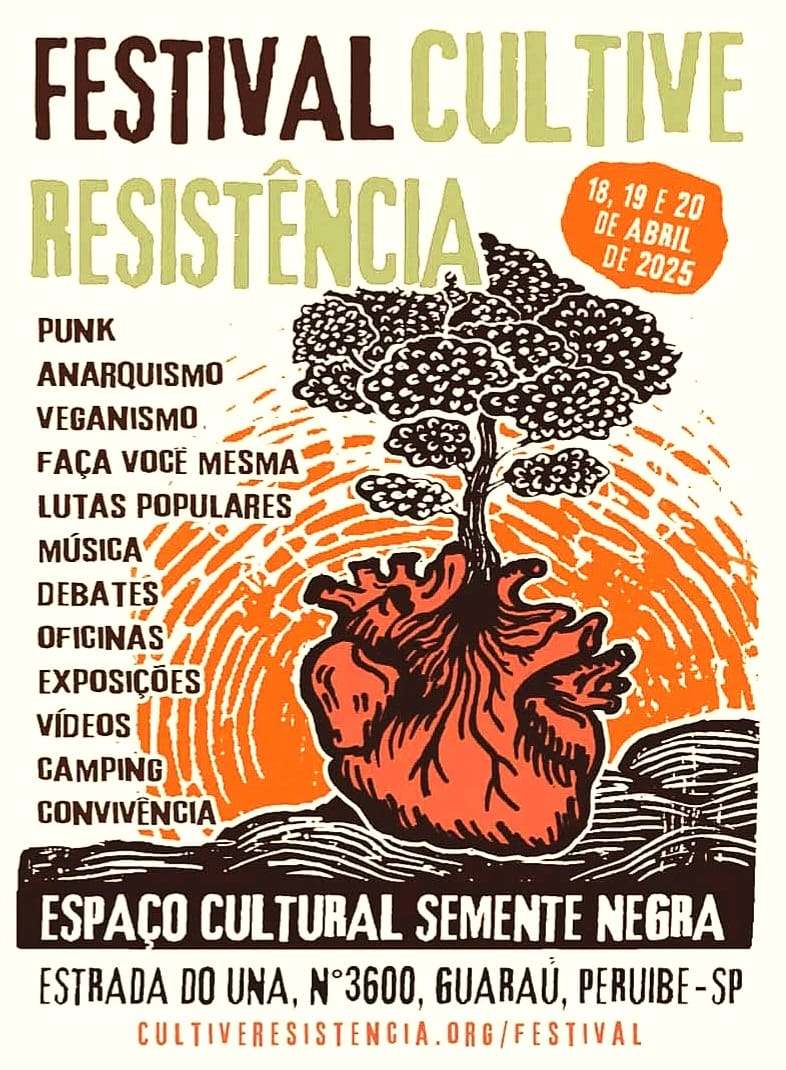 FESTIVAL CULTIVE
RESISTÊNCIA
18, 19 E 20
DE ABRIL
DE 2025
PUNK
ANARQUISMO
VEGANISMO
FAÇA VOCÊ MESMA
LUTAS POPULARES
MÚSICA
DEBATES
OFICINAS
EXPOSIÇÕES
VÍDEOS
CAMPING
CONVIVÊNCIA
ESPAÇO CULTURAL SEMENTE NEGRA
ESTRADA DO UNA, N°3600, GUARAÚ, PERUIBE-SP
CULTIVERESISTENCIA.ORG/FESTIVAL